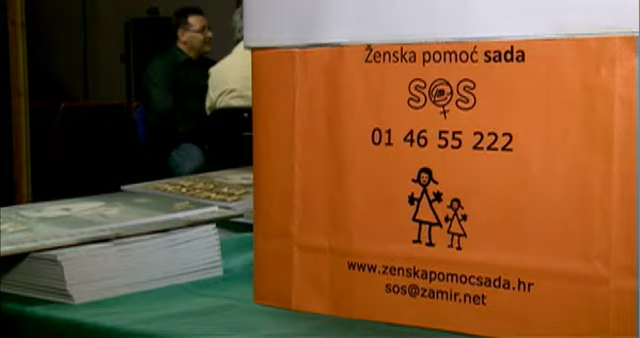 Ženska pomoć sada
SOS
01 46 55 222
www.zenskapomocsada.hr
sos@zamir.net